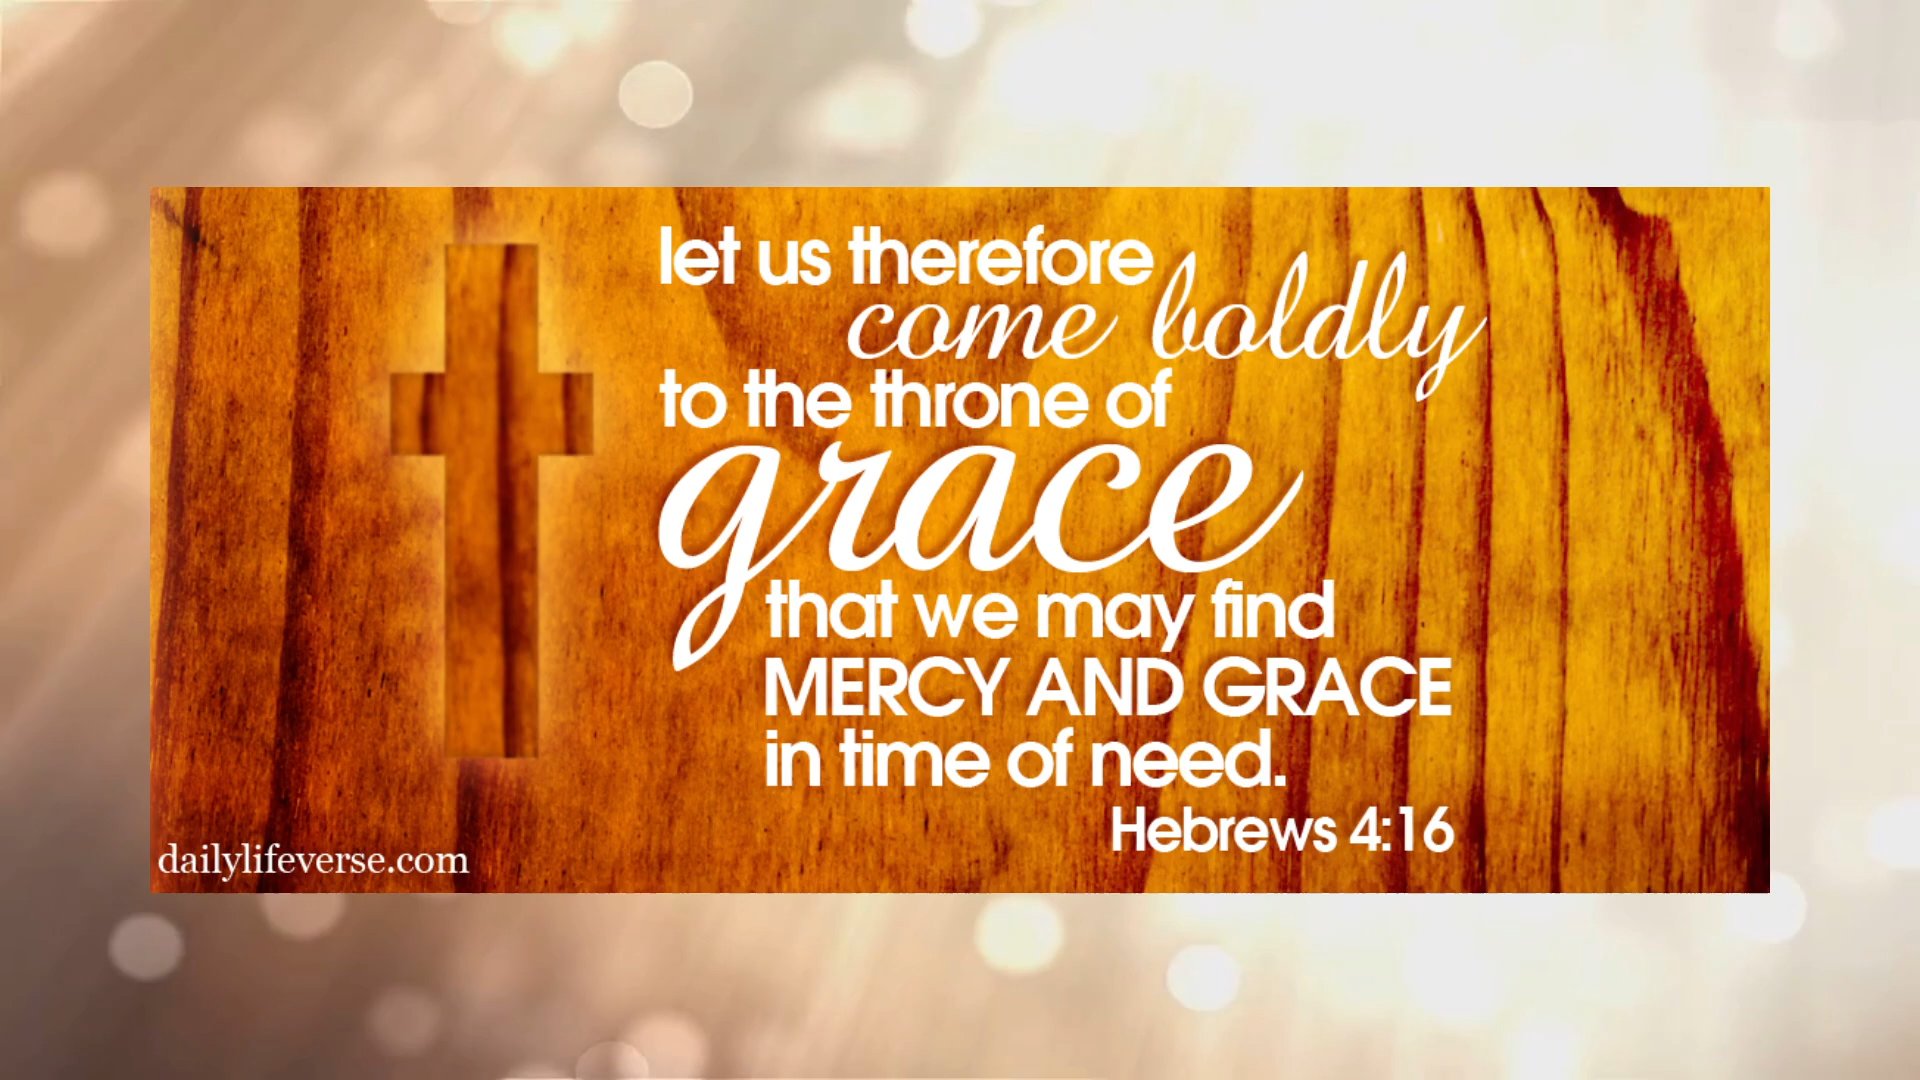 let us therefore
come boldly
to the throne of
grace
that we may find
MERCY AND GRACE
in time of need.
Hebrews 4:16
dailylifeverse.com